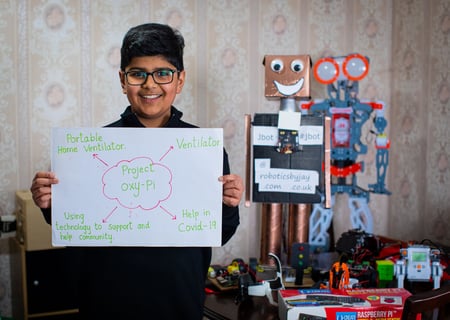 Portable
Home Ventilator
Ventilator
Project
oxy-Pi
Using
technology to support and
help community.
Help in
Covid-19
Jbot
#jbot
@
roboticsbyjay
.com
co.uk
RASPBERRY PI